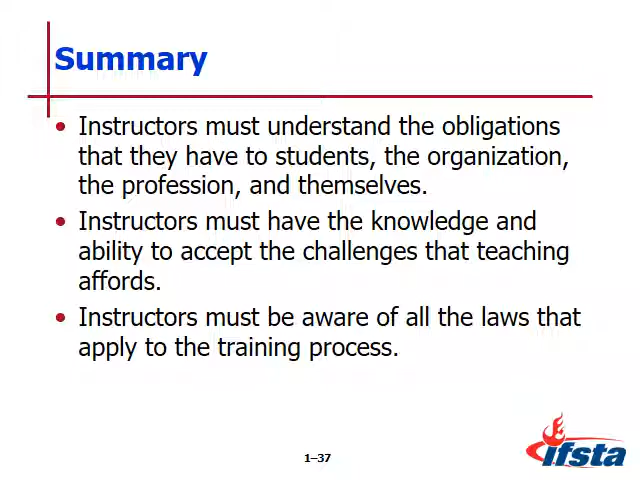 Summary
• Instructors must understand the obligations
that they have to students, the organization,
the profession, and themselves.
• Instructors must have the knowledge and
ability to accept the challenges that teaching
affords.
• Instructors must be aware of all the laws that
apply to the training process.
1–37
ifsta